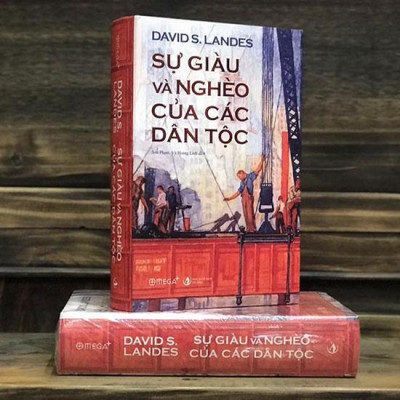 DAVID S. LANDES
SỰ GIÀU
VÀ NGHÈO
CỦA CÁC
DÂN TỘC
OMEGA+
DAVID S.
LANDES
SỰ GIÀU VÀ NGHÈO
CỦA CÁC DÂN TỘC
OMEGA+
OMEGA+
DAVID S.
LANDES
SỰ GIÀU VÀ NGHÈO
CỦA CÁC DÂN TỘC